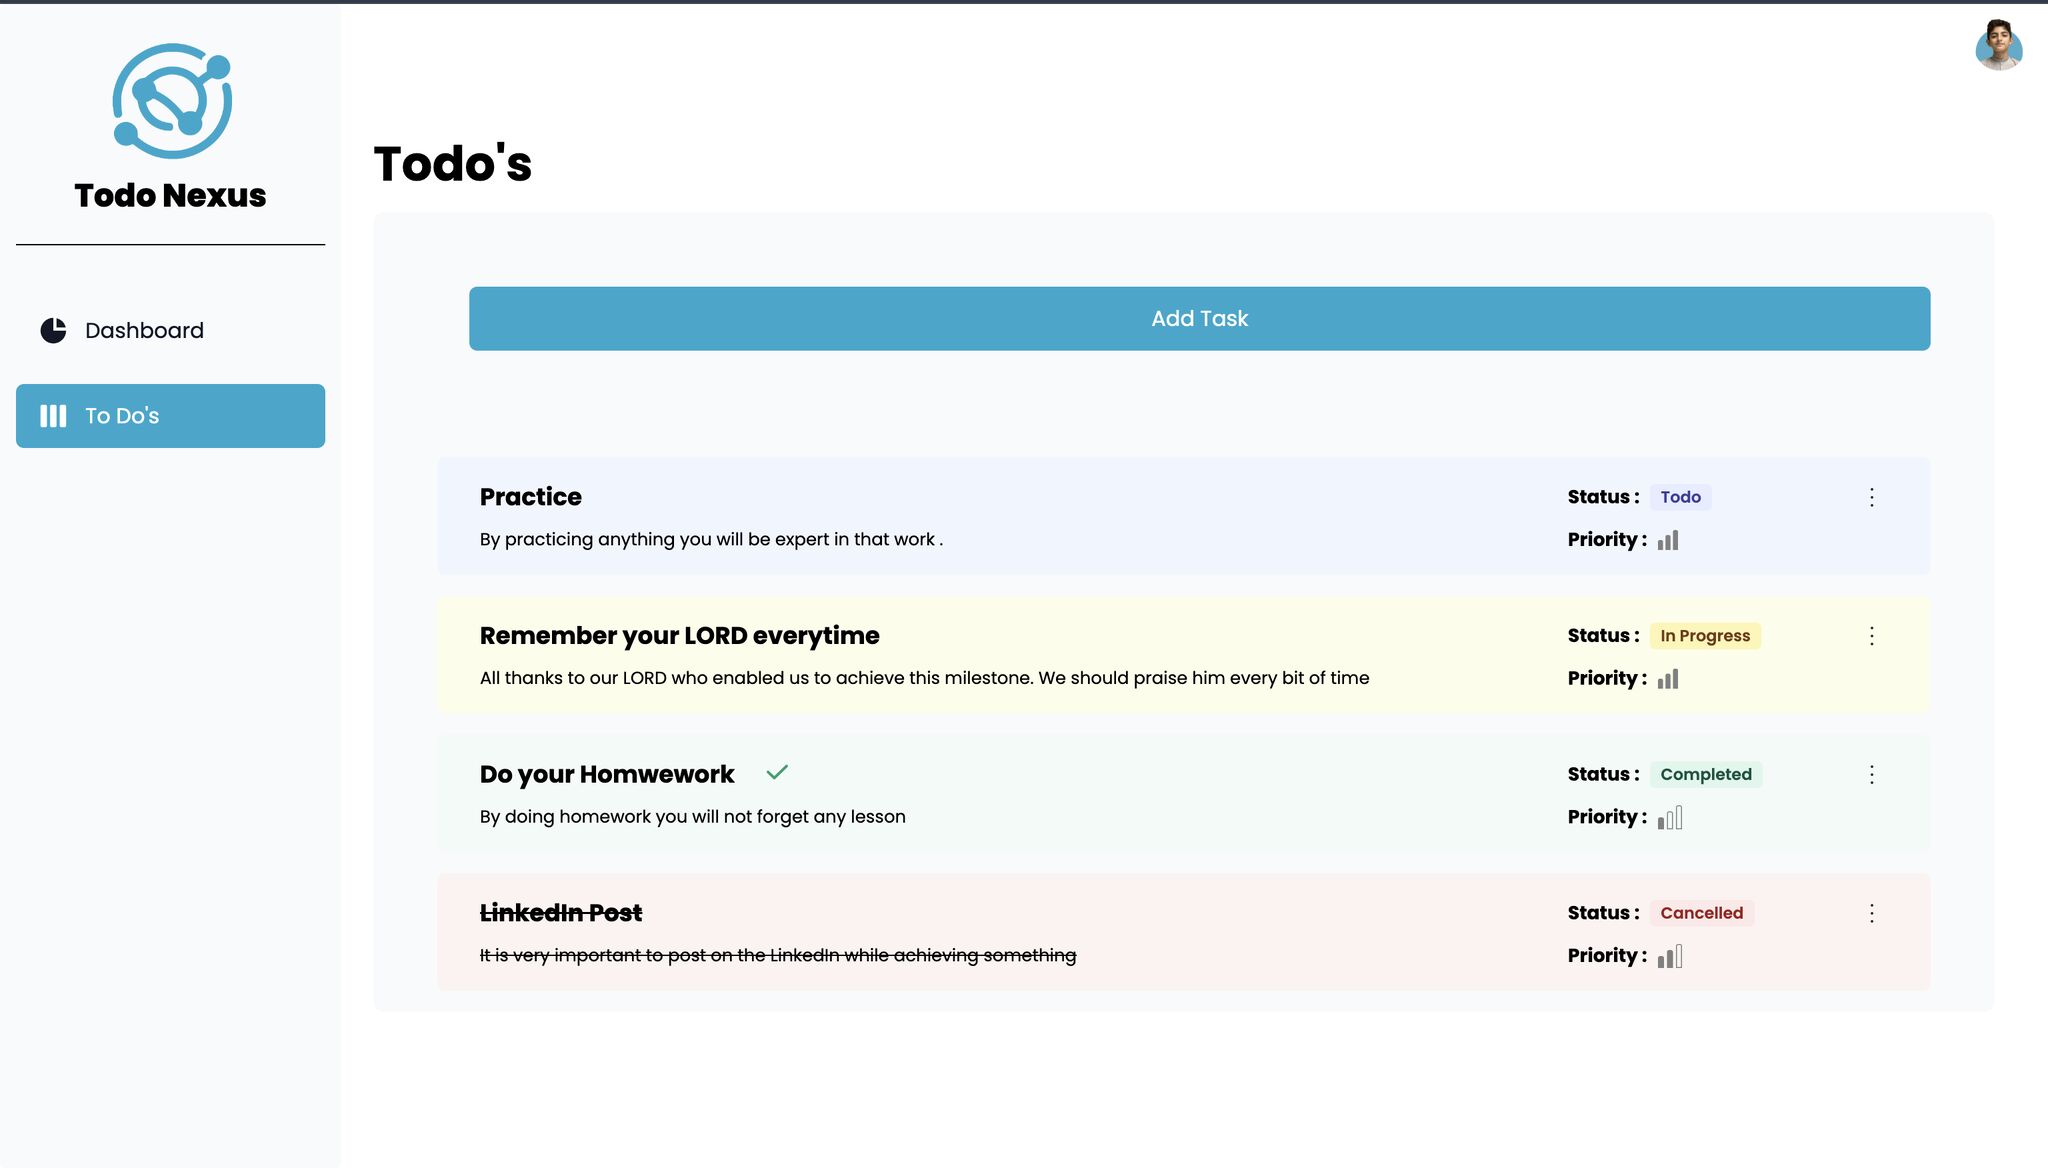 Todo Nexus
Dashboard
To Do's
Todo's
Add Task
Practice
Status : Todo
By practicing anything you will be expert in that work .
Priority :
Remember your LORD everytime
Status : In Progress
All thanks to our LORD who enabled us to achieve this milestone. We should praise him every bit of time
Priority :
Do your Homwework
Status : Completed
By doing homework you will not forget any lesson
Priority :
LinkedIn Post
Status : Cancelled
It is very important to post on the LinkedIn while achieving something
Priority :